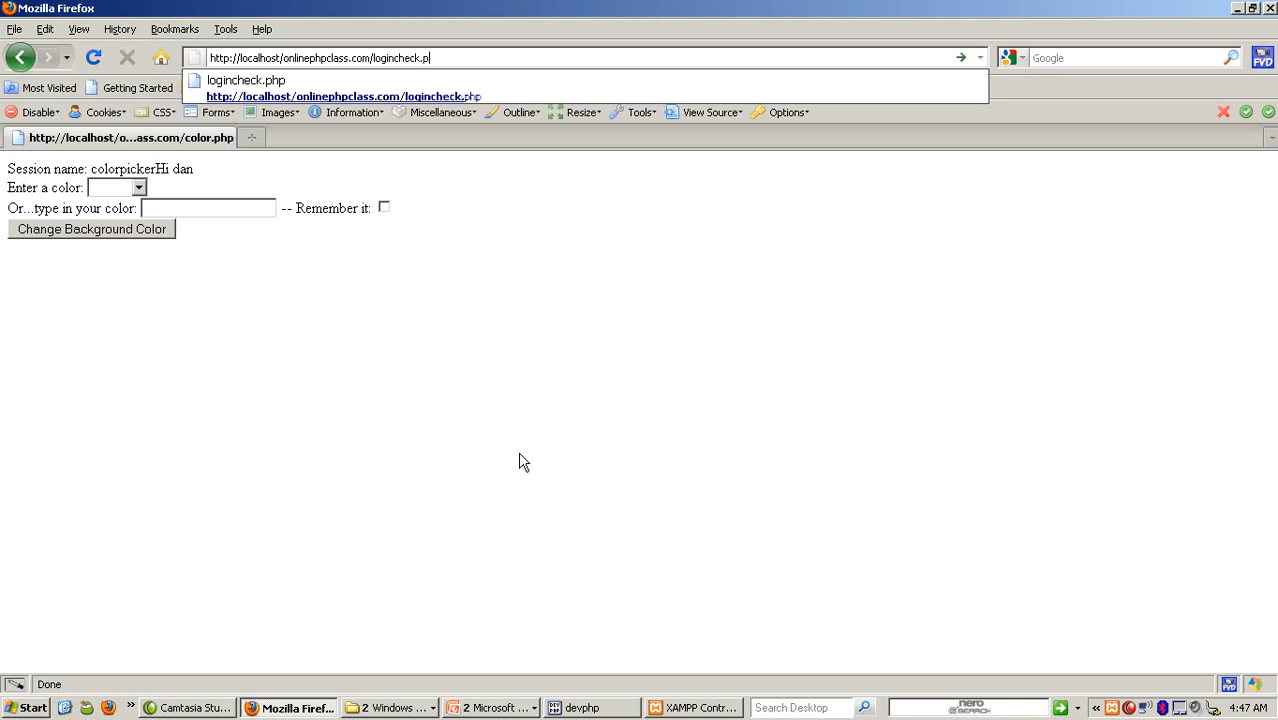 Mozilla Firefox
File Edit View History Bookmarks Tools Help
http://localhost/onlinephpclass.com/logincheck.p Google FVD
logincheck.php
http://localhost/onlinephpclass.com/logincheck.php
Most Visited Getting Started
Disable Cookies CSS Forms Images Information Miscellaneous Outline Resize Tools View Source Options
http://localhost/o...ass.com/color.php
Session name: colorpickerHi dan
Enter a color:
Or...type in your color: -- Remember it:
Change Background Color
Done FVD
Start Camtasia Stu... Mozilla Firef... 2 Windows ... 2 Microsoft ... devphp XAMPP Contr... Search Desktop nero SEARCH 4:47 AM